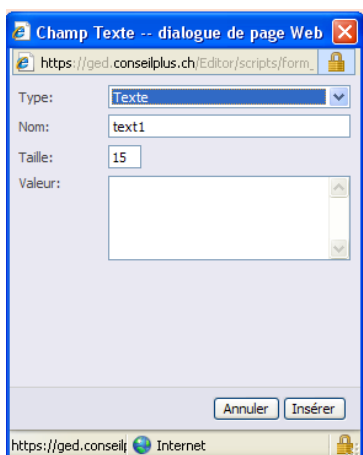 Champ Texte -- dialogue de page Web
https://ged.conseilplus.ch/Editor/scripts/form_
Type: Texte
Nom: text1
Taille: 15
Valeur:
Annuler Insérer
https://ged.conseil Internet